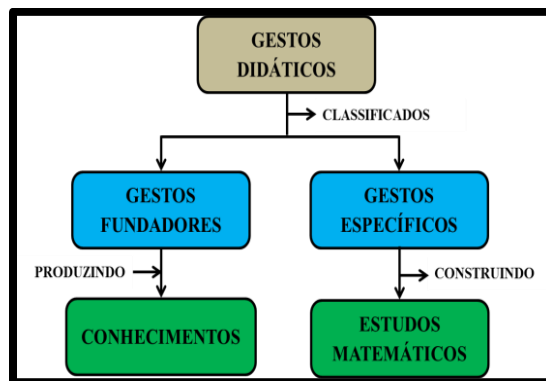 GESTOS
DIDÁTICOS
CLASSIFICADOS
GESTOS
FUNDADORES
GESTOS
ESPECÍFICOS
PRODUZINDO
CONSTRUINDO
CONHECIMENTOS
ESTUDOS
MATEMÁTICOS